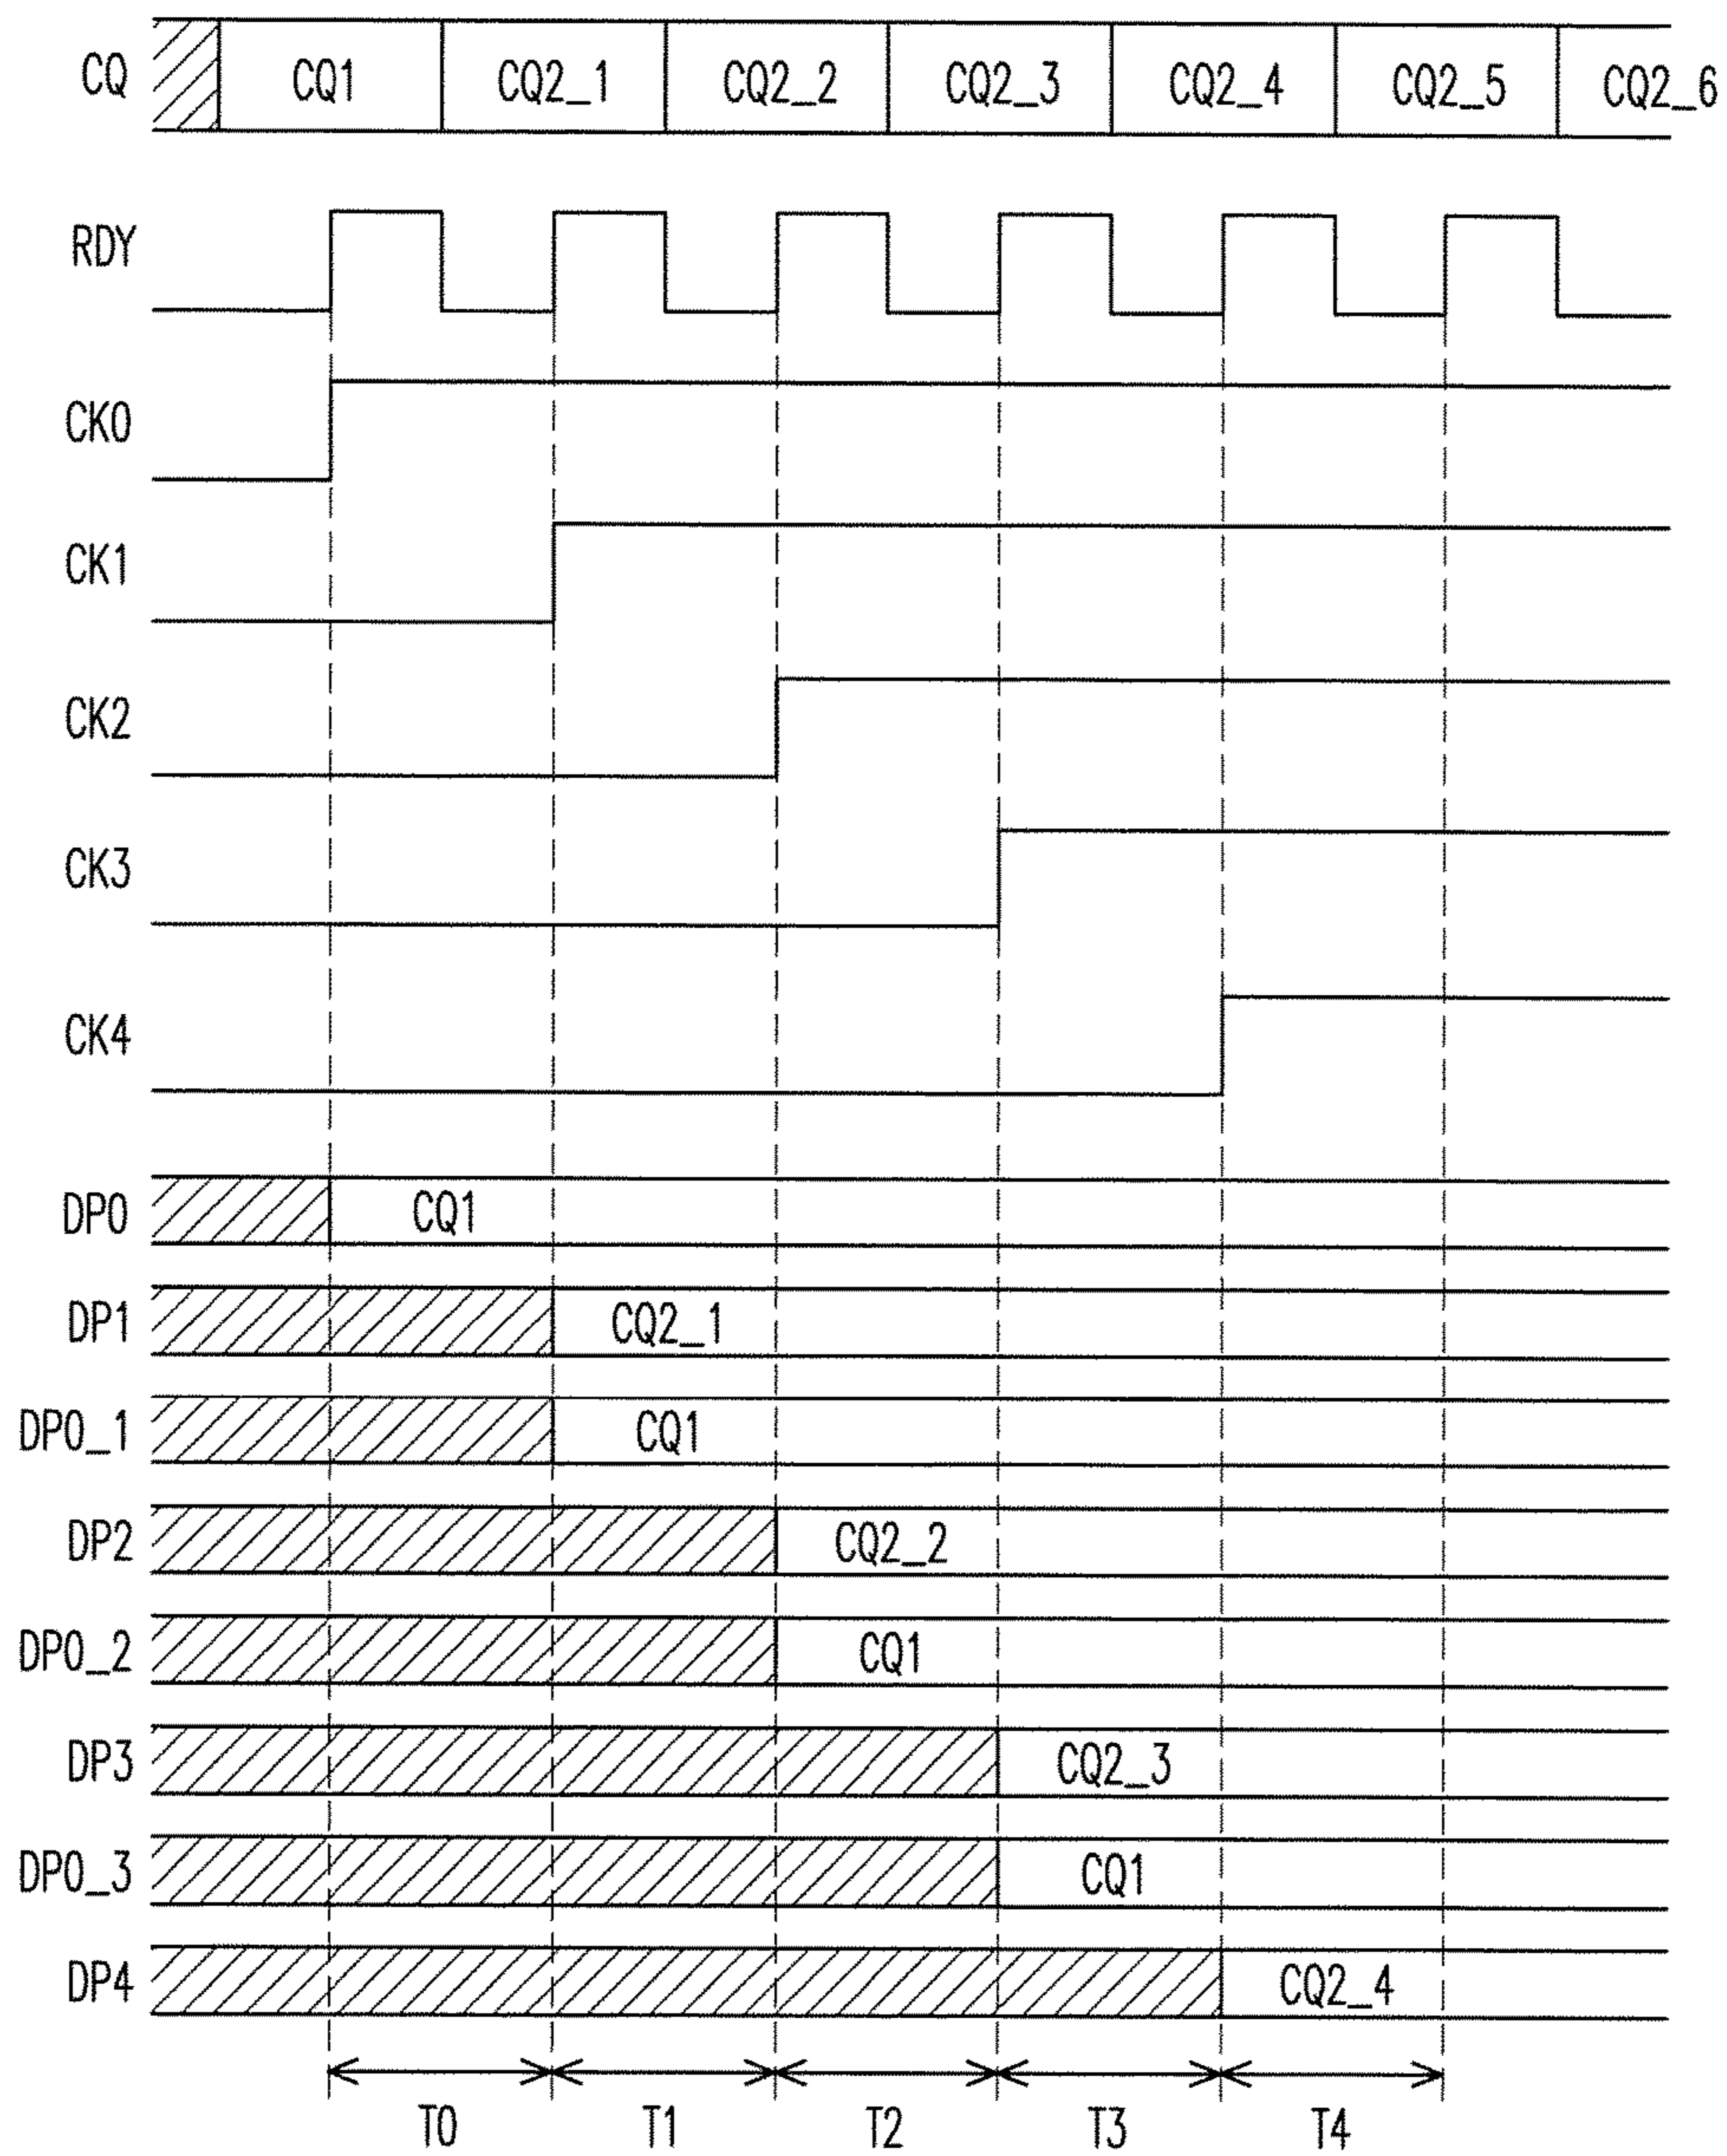 CQ CQ1 CQ2_1 CQ2_2 CQ2_3 CQ2_4 CQ2_5 CQ2_6
RDY
CK0
CK1
CK2
CK3
CK4
DP0 CQ1
DP1 CQ2_1
DP0_1 CQ1
DP2 CQ2_2
DP0_2 CQ1
DP3 CQ2_3
DP0_3 CQ1
DP4 CQ2_4
T0 T1 T2 T3 T4